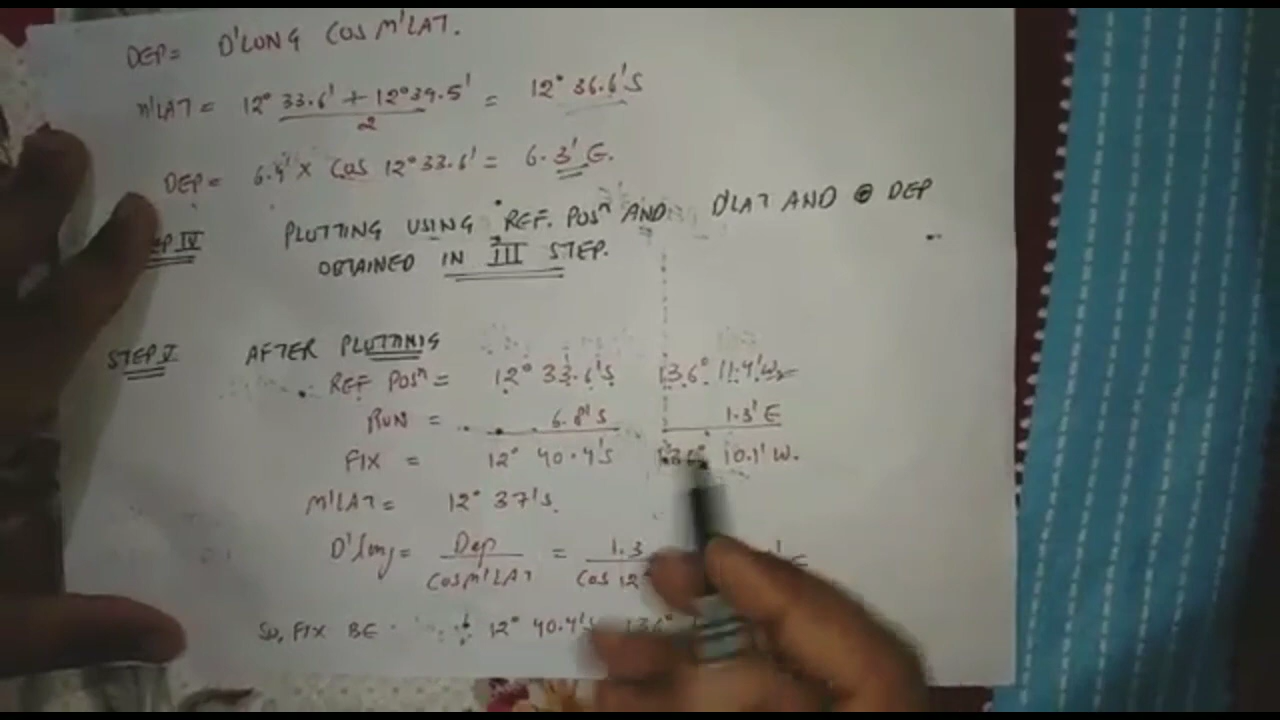 DEP= D'LONG COS M'LAT.
M'LAT = 12° 33.6' + 12° 39.5' = 12° 36.6' S
2
DEP= 6.4' × Cos 12° 33.6' = 6.3' E.
EP IV PLOTTING USING REF. POSⁿ AND D'LAT AND DEP
OBTAINED IN III STEP.
STEP V AFTER PLOTTING
REF POSⁿ = 12° 33.6' S 136° 11.4' W
RUN = 6.8' S 1.3' E
FIX = 12° 40.4' S 136° 10.1' W.
M'LAT = 12° 37' S.
D'long = Dep = 1.3
COS M'LAT Cos 12°
So, FIX BE 12° 40.4' S 136°